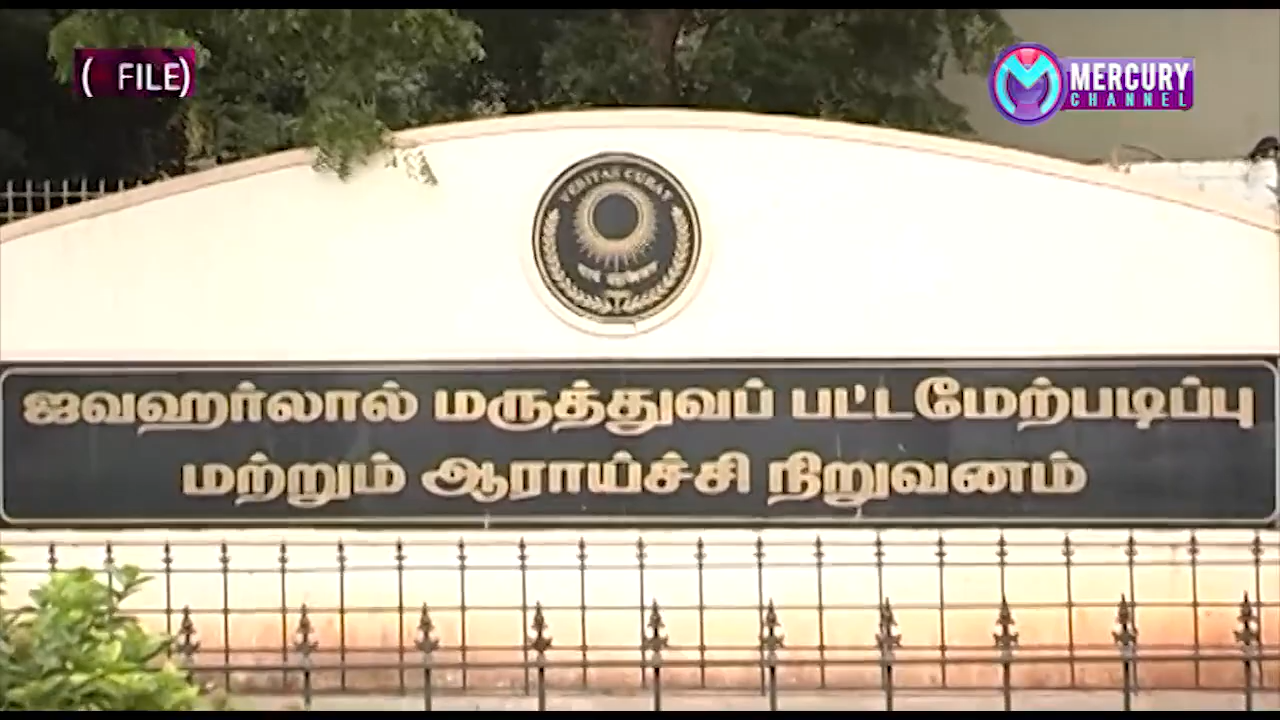 ( FILE)
MERCURY
CHANNEL
VERITAS CURAT
ஜவஹர்லால் மருத்துவப் பட்டமேற்படிப்பு
மற்றும் ஆராய்ச்சி நிறுவனம்